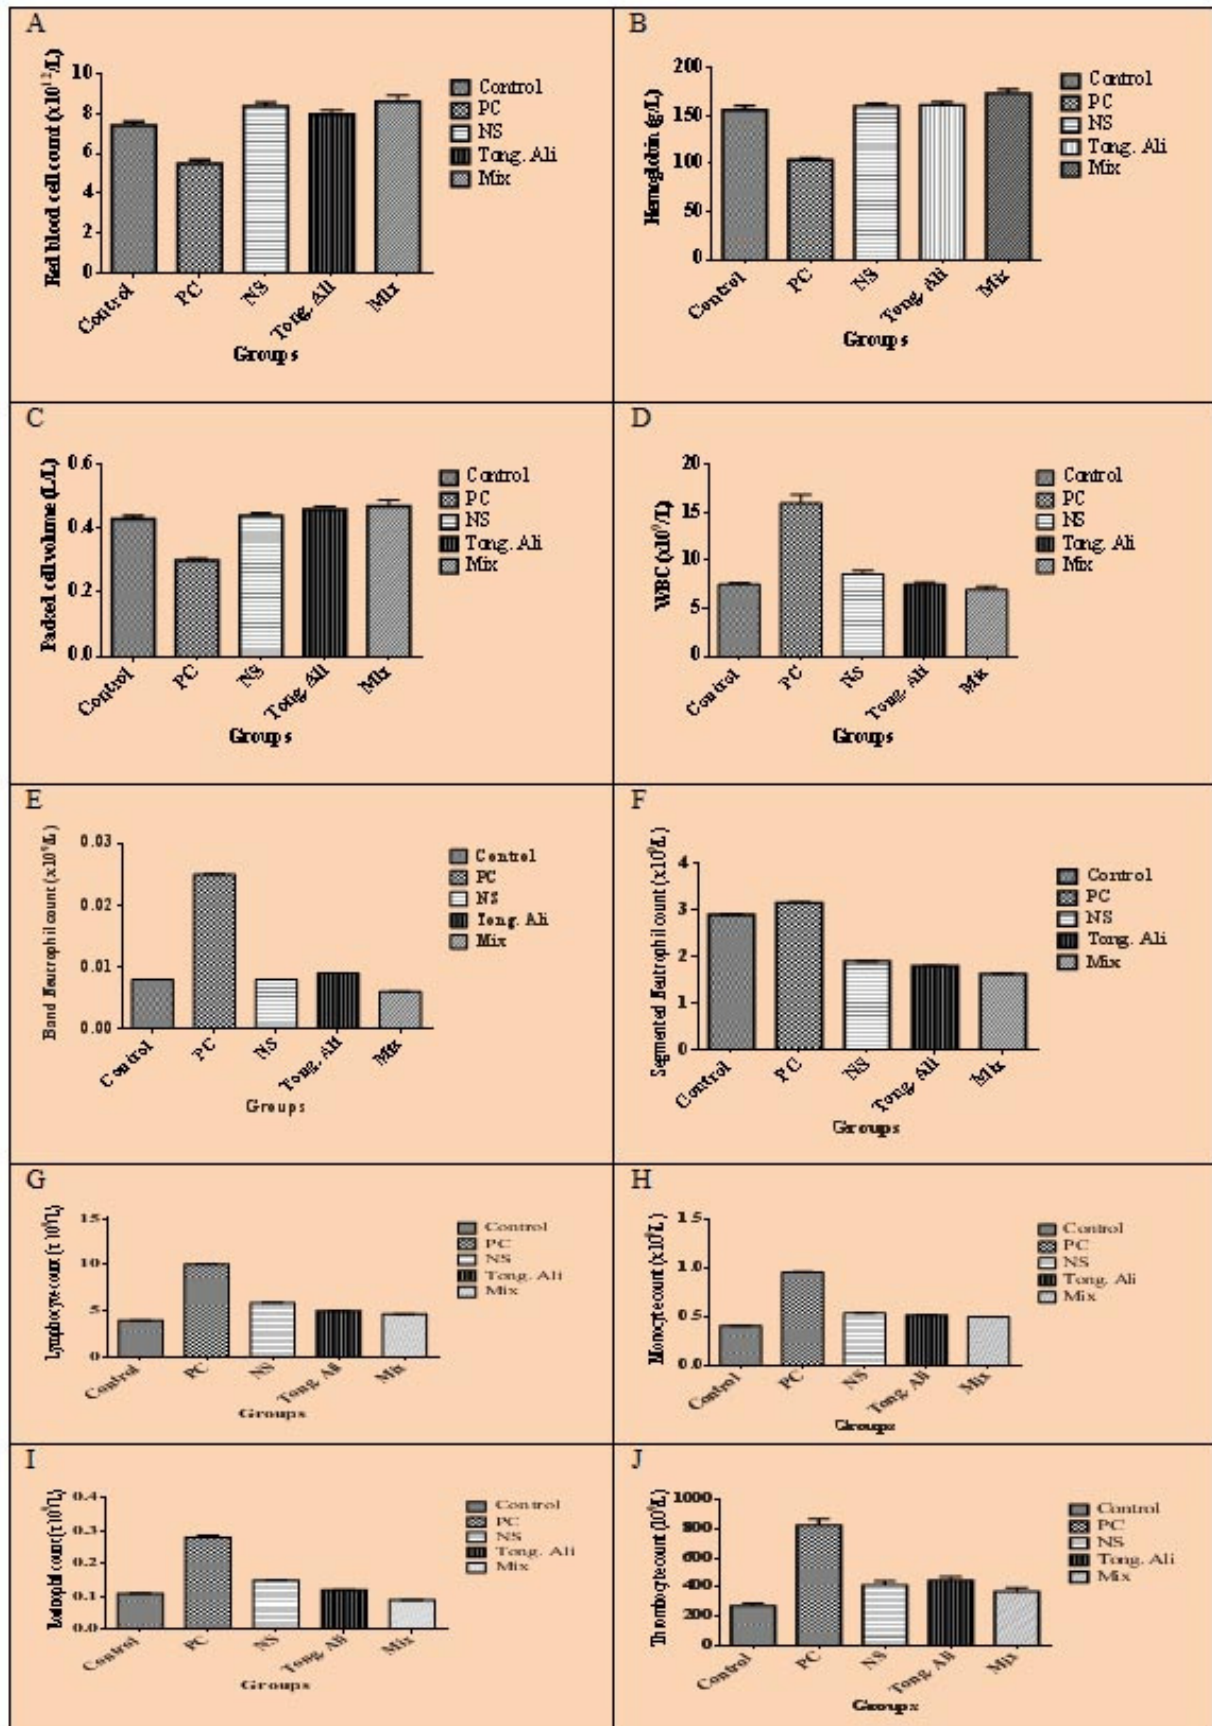 A
Red blood cell count (x10¹²/L)
10
8
6
4
2
0
Control
PC
NS
Tong. Ali
Mix
Groups
Control
PC
NS
Tong. Ali
Mix
B
Hemoglobin (g/L)
200
150
100
50
0
Control
PC
NS
Tong. Ali
Mix
Groups
Control
PC
NS
Tong. Ali
Mix
C
Packed cell volume (L/L)
0.6
0.4
0.2
0.0
Control
PC
NS
Tong. Ali
Mix
Groups
Control
PC
NS
Tong. Ali
Mix
D
WBC (x10⁹/L)
20
15
10
5
0
Control
PC
NS
Tong. Ali
Mix
Groups
Control
PC
NS
Tong. Ali
Mix
E
Band Neutrophil count (x10⁹/L)
0.03
0.02
0.01
0.00
Control
PC
NS
Tong. Ali
Mix
Groups
Control
PC
NS
Tong. Ali
Mix
F
Segmented Neutrophil count (x10⁹/L)
4
3
2
1
0
Control
PC
NS
Tong. Ali
Mix
Groups
Control
PC
NS
Tong. Ali
Mix
G
Lymphocyte count
15
10
5
0
Control
PC
NS
Tong. Ali
Mix
Groups
Control
PC
NS
Tong. Ali
Mix
H
Monocyte count (x10⁹/L)
1.5
1.0
0.5
0.0
Control
PC
NS
Tong. Ali
Mix
Groups
Control
PC
NS
Tong. Ali
Mix
I
count
0.4
0.3
0.2
0.1
0.0
Control
PC
NS
Tong. Ali
Mix
Groups
Control
PC
NS
Tong. Ali
Mix
J
Thrombocyte count (10⁹/L)
1000
800
600
400
200
0
Control
PC
NS
Tong. Ali
Mix
Groups
Control
PC
NS
Tong. Ali
Mix